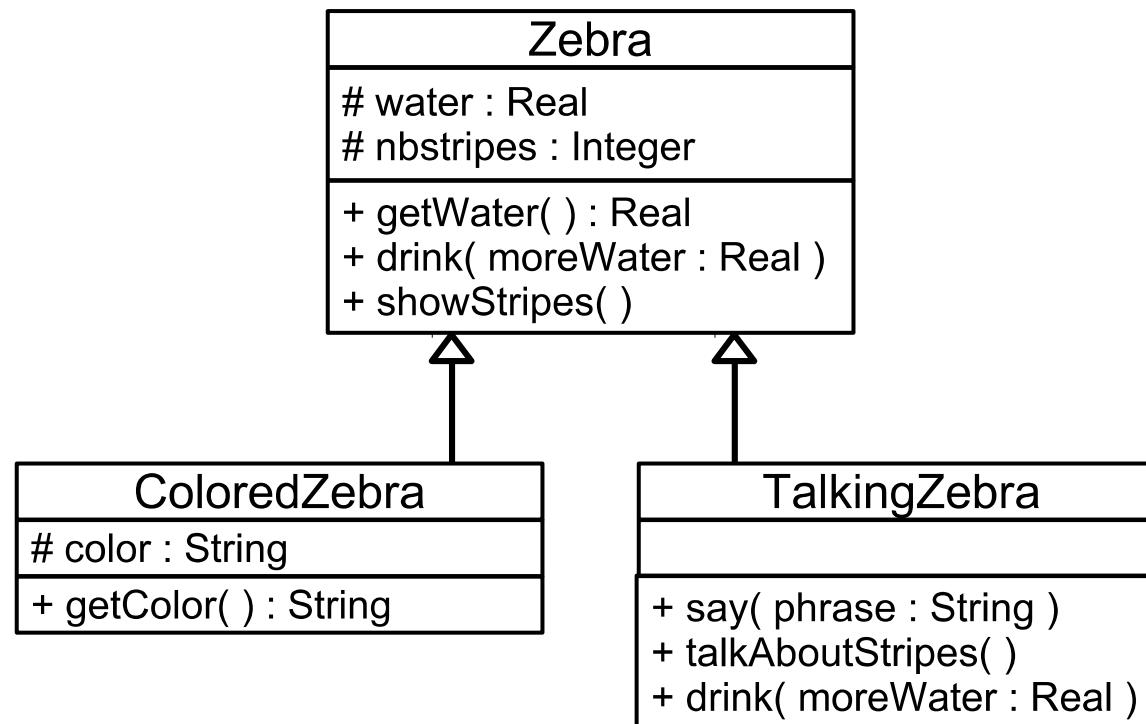 Zebra
# water : Real
# nbstripes : Integer
+ getWater( ) : Real
+ drink( moreWater : Real )
+ showStripes( )
ColoredZebra
# color : String
+ getColor( ) : String
TalkingZebra
+ say( phrase : String )
+ talkAboutStripes( )
+ drink( moreWater : Real )